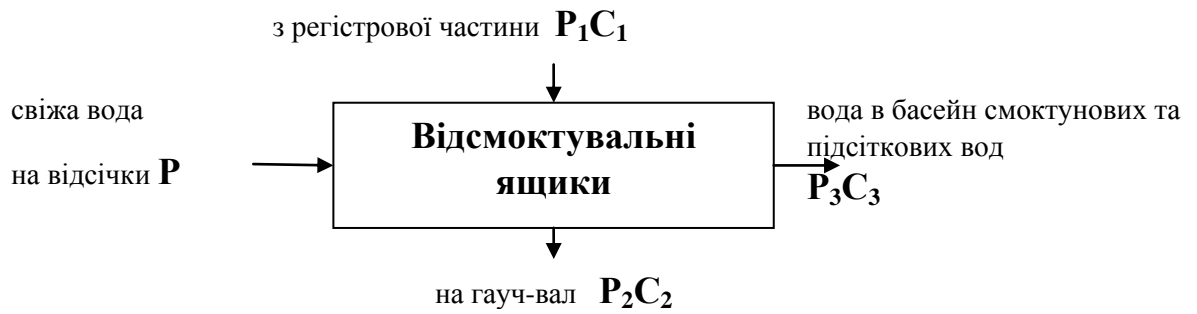 з регістрової частини P₁C₁
свіжа вода
на відсічки P
Відсмоктувальні
ящики
вода в басейн смоктунових та
підсіткових вод
P₃C₃
на гауч-вал P₂C₂